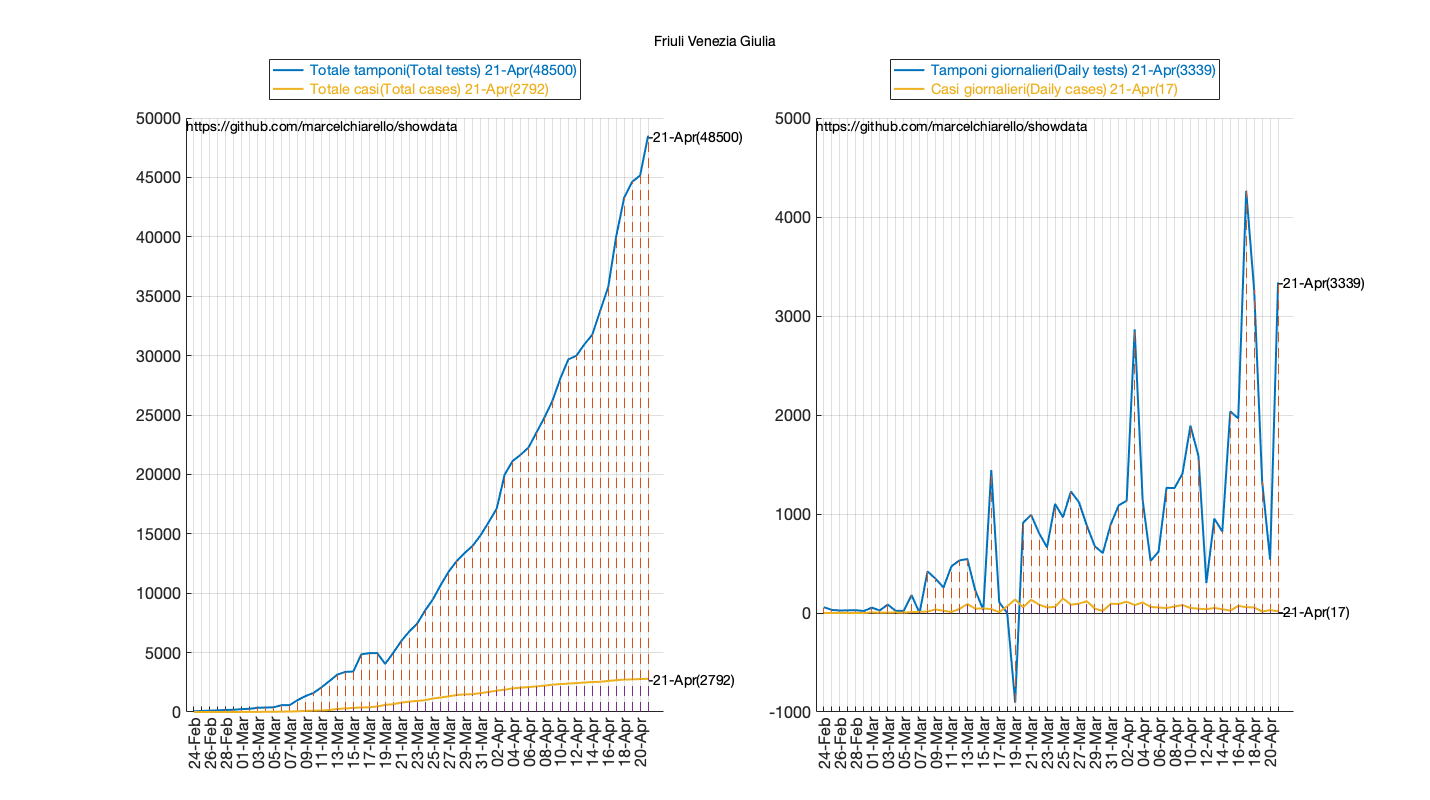 Friuli Venezia Giulia
Totale tamponi(Total tests) 21-Apr(48500)
Totale casi(Total cases) 21-Apr(2792)
50000
45000
40000
35000
30000
25000
20000
15000
10000
5000
0
https://github.com/marcelchiarello/showdata
21-Apr(48500)
21-Apr(2792)
24-Feb
26-Feb
28-Feb
01-Mar
03-Mar
05-Mar
07-Mar
09-Mar
11-Mar
13-Mar
15-Mar
17-Mar
19-Mar
21-Mar
23-Mar
25-Mar
27-Mar
29-Mar
31-Mar
02-Apr
04-Apr
06-Apr
08-Apr
10-Apr
12-Apr
14-Apr
16-Apr
18-Apr
20-Apr
Tamponi giornalieri(Daily tests) 21-Apr(3339)
Casi giornalieri(Daily cases) 21-Apr(17)
5000
4000
3000
2000
1000
0
-1000
https://github.com/marcelchiarello/showdata
21-Apr(3339)
21-Apr(17)
24-Feb
26-Feb
28-Feb
01-Mar
03-Mar
05-Mar
07-Mar
09-Mar
11-Mar
13-Mar
15-Mar
17-Mar
19-Mar
21-Mar
23-Mar
25-Mar
27-Mar
29-Mar
31-Mar
02-Apr
04-Apr
06-Apr
08-Apr
10-Apr
12-Apr
14-Apr
16-Apr
18-Apr
20-Apr